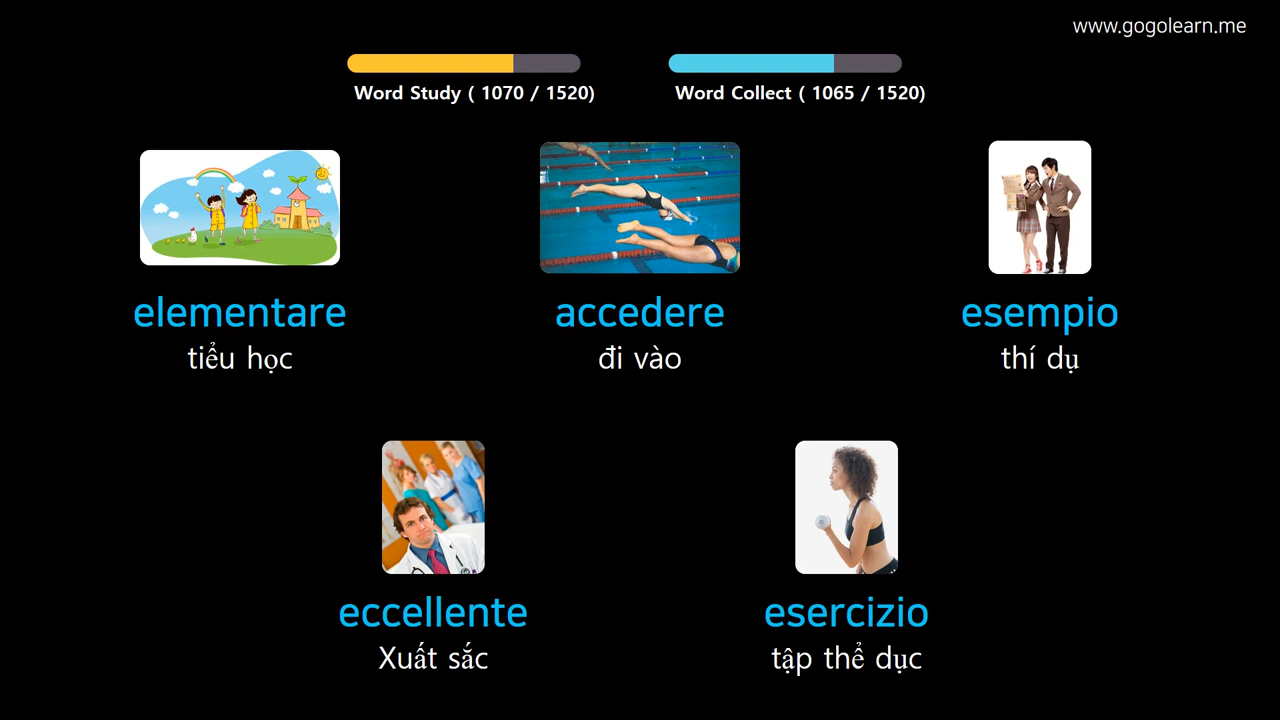 www.gogolearn.me
Word Study ( 1070 / 1520)
Word Collect ( 1065 / 1520)
elementare
tiểu học
accedere
đi vào
esempio
thí dụ
eccellente
Xuất sắc
esercizio
tập thể dục